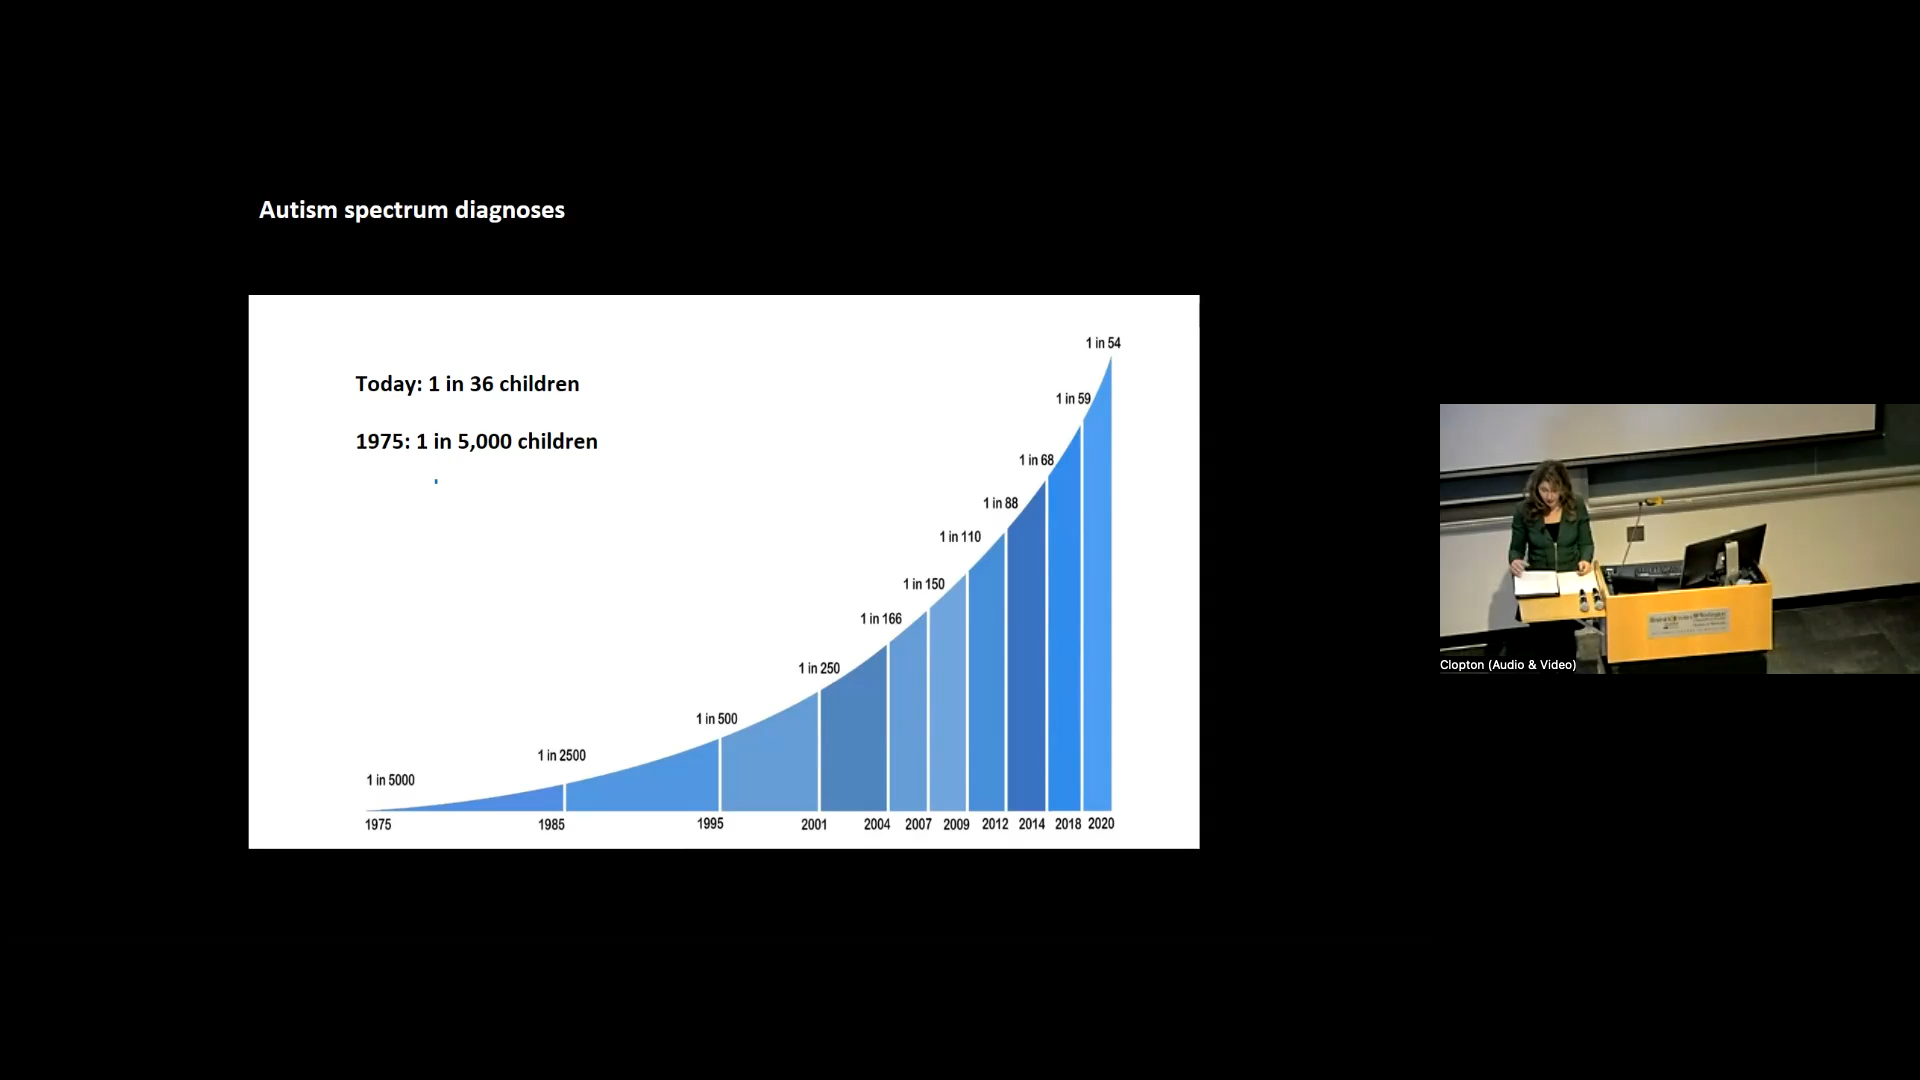 Autism spectrum diagnoses
Today: 1 in 36 children
1975: 1 in 5,000 children
1 in 54
1 in 59
1 in 68
1 in 88
1 in 110
1 in 150
1 in 166
1 in 250
1 in 500
1 in 2500
1 in 5000
1975 1985 1995 2001 2004 2007 2009 2012 2014 2018 2020
Clopton (Audio & Video)